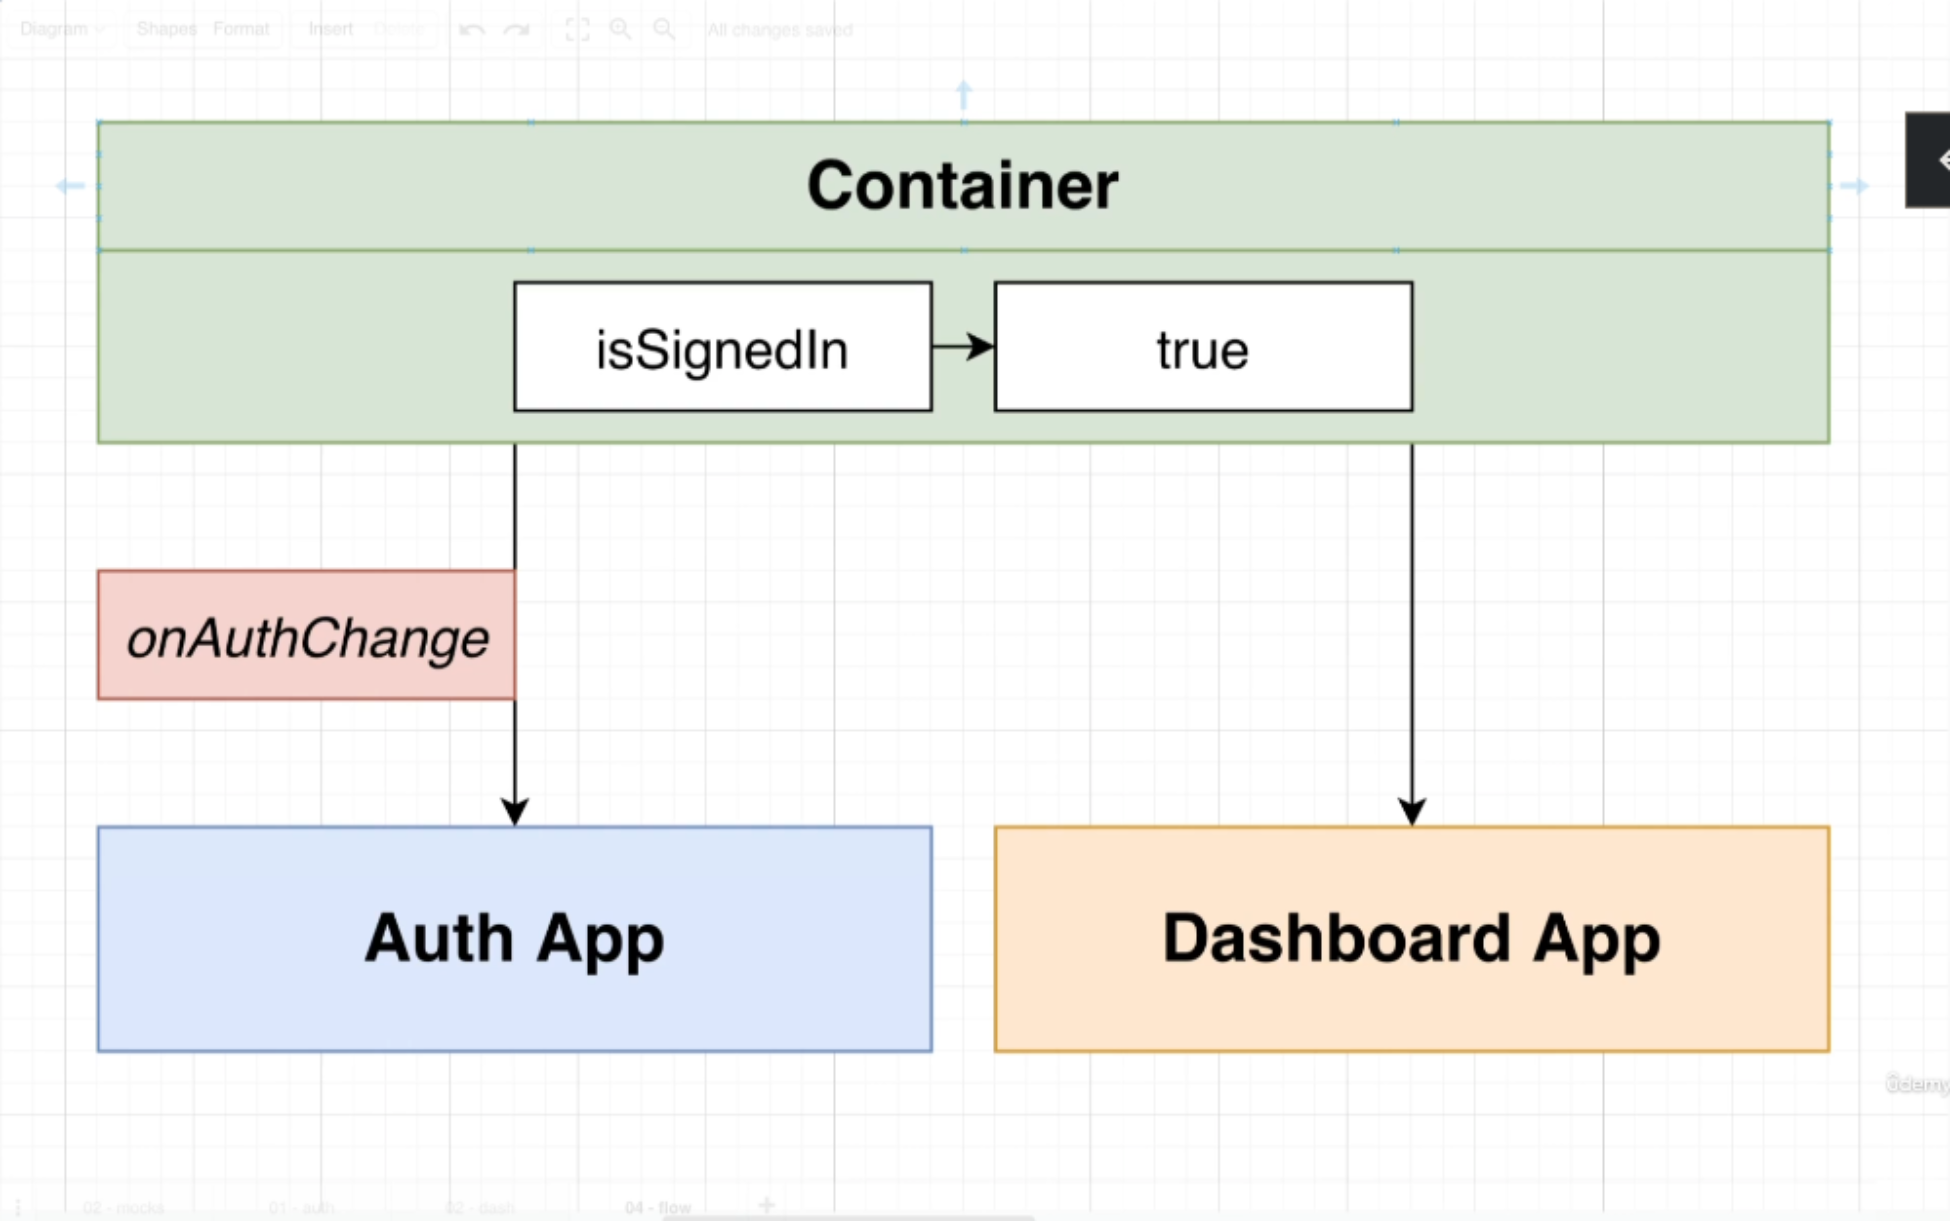 Diagram Shapes Format Insert Delete All changes saved
Container
isSignedIn true
onAuthChange
Auth App Dashboard App
ûdemy
02 - mocks 01 - auth 02 - dash 04 - flow